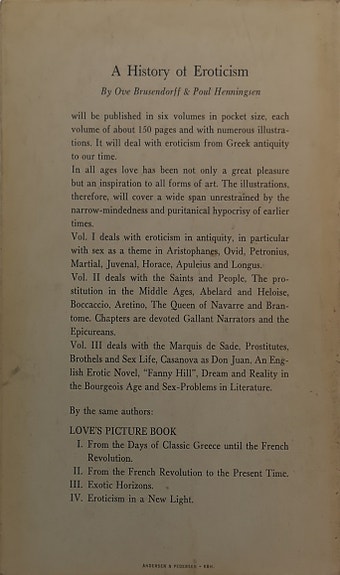 A History of Eroticism
By Ove Brusendorff & Poul Henningsen
will be published in six volumes in pocket size, each
volume of about 150 pages and with numerous illustra-
tions. It will deal with eroticism from Greek antiquity
to our time.
In all ages love has been not only a great pleasure
but an inspiration to all forms of art. The illustrations,
therefore, will cover a wide span unrestrained by the
narrow-mindedness and puritanical hypocrisy of earlier
times.
Vol. I deals with eroticism in antiquity, in particular
with sex as a theme in Aristophanes, Ovid, Petronius,
Martial, Juvenal, Horace, Apuleius and Longus.
Vol. II deals with the Saints and People, The pro-
stitution in the Middle Ages, Abelard and Heloise,
Boccaccio, Aretino, The Queen of Navarre and Bran-
tome. Chapters are devoted Gallant Narrators and the
Epicureans.
Vol. III deals with the Marquis de Sade, Prostitutes,
Brothels and Sex Life, Casanova as Don Juan, An Eng-
lish Erotic Novel, "Fanny Hill", Dream and Reality in
the Bourgeois Age and Sex-Problems in Literature.
By the same authors:
LOVE'S PICTURE BOOK
I. From the Days of Classic Greece until the French
Revolution.
II. From the French Revolution to the Present Time.
III. Exotic Horizons.
IV. Eroticism in a New Light.
ANDERSEN & PEDERSEN